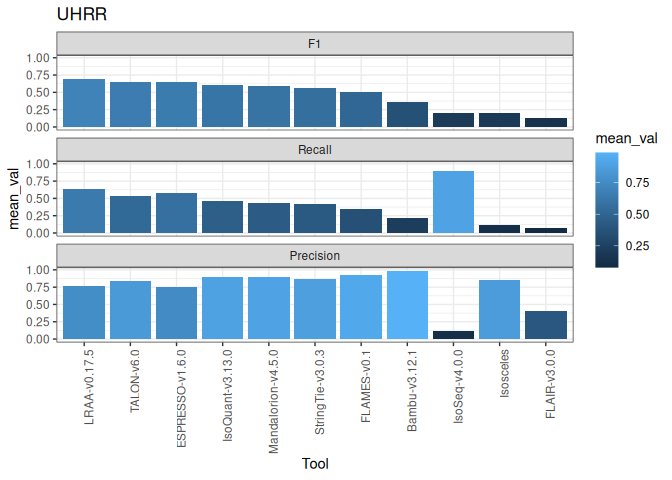 UHRR
F1
1.00
0.75
0.50
0.25
0.00
Recall
1.00
0.75
0.50
0.25
0.00
Precision
1.00
0.75
0.50
0.25
0.00
mean_val
LRAA-v0.17.5
TALON-v6.0
ESPRESSO-v1.6.0
IsoQuant-v3.13.0
Mandalorion-v4.5.0
StringTie-v3.0.3
FLAMES-v0.1
Bambu-v3.12.1
IsoSeq-v4.0.0
Isosceles
FLAIR-v3.0.0
Tool
mean_val
0.75
0.50
0.25